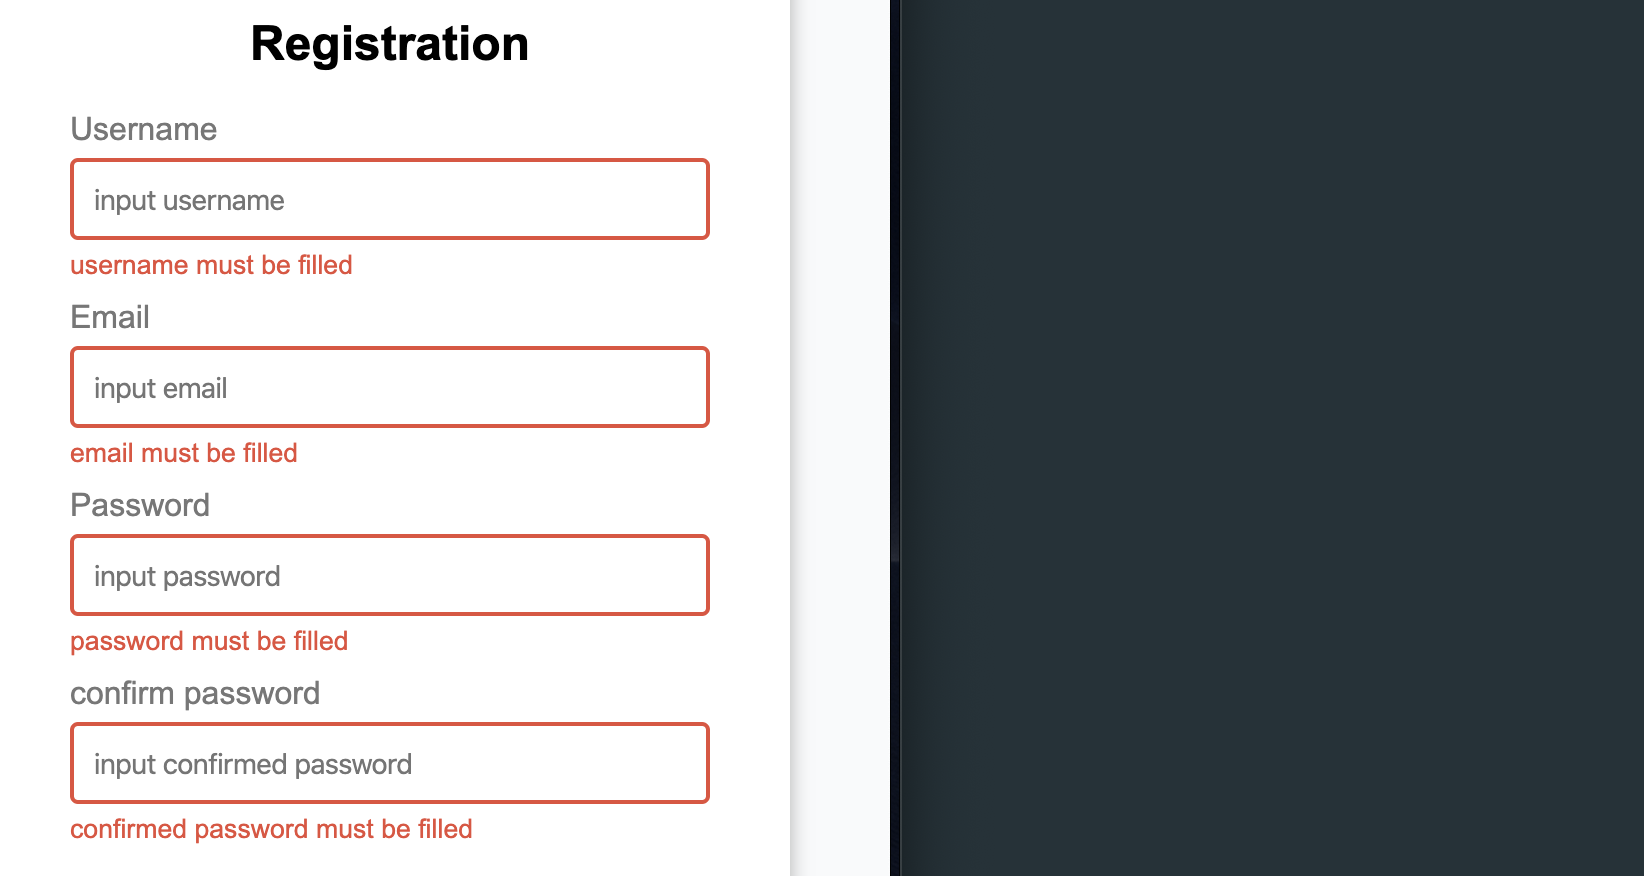 Registration
Username
input username
username must be filled
Email
input email
email must be filled
Password
input password
password must be filled
confirm password
input confirmed password
confirmed password must be filled